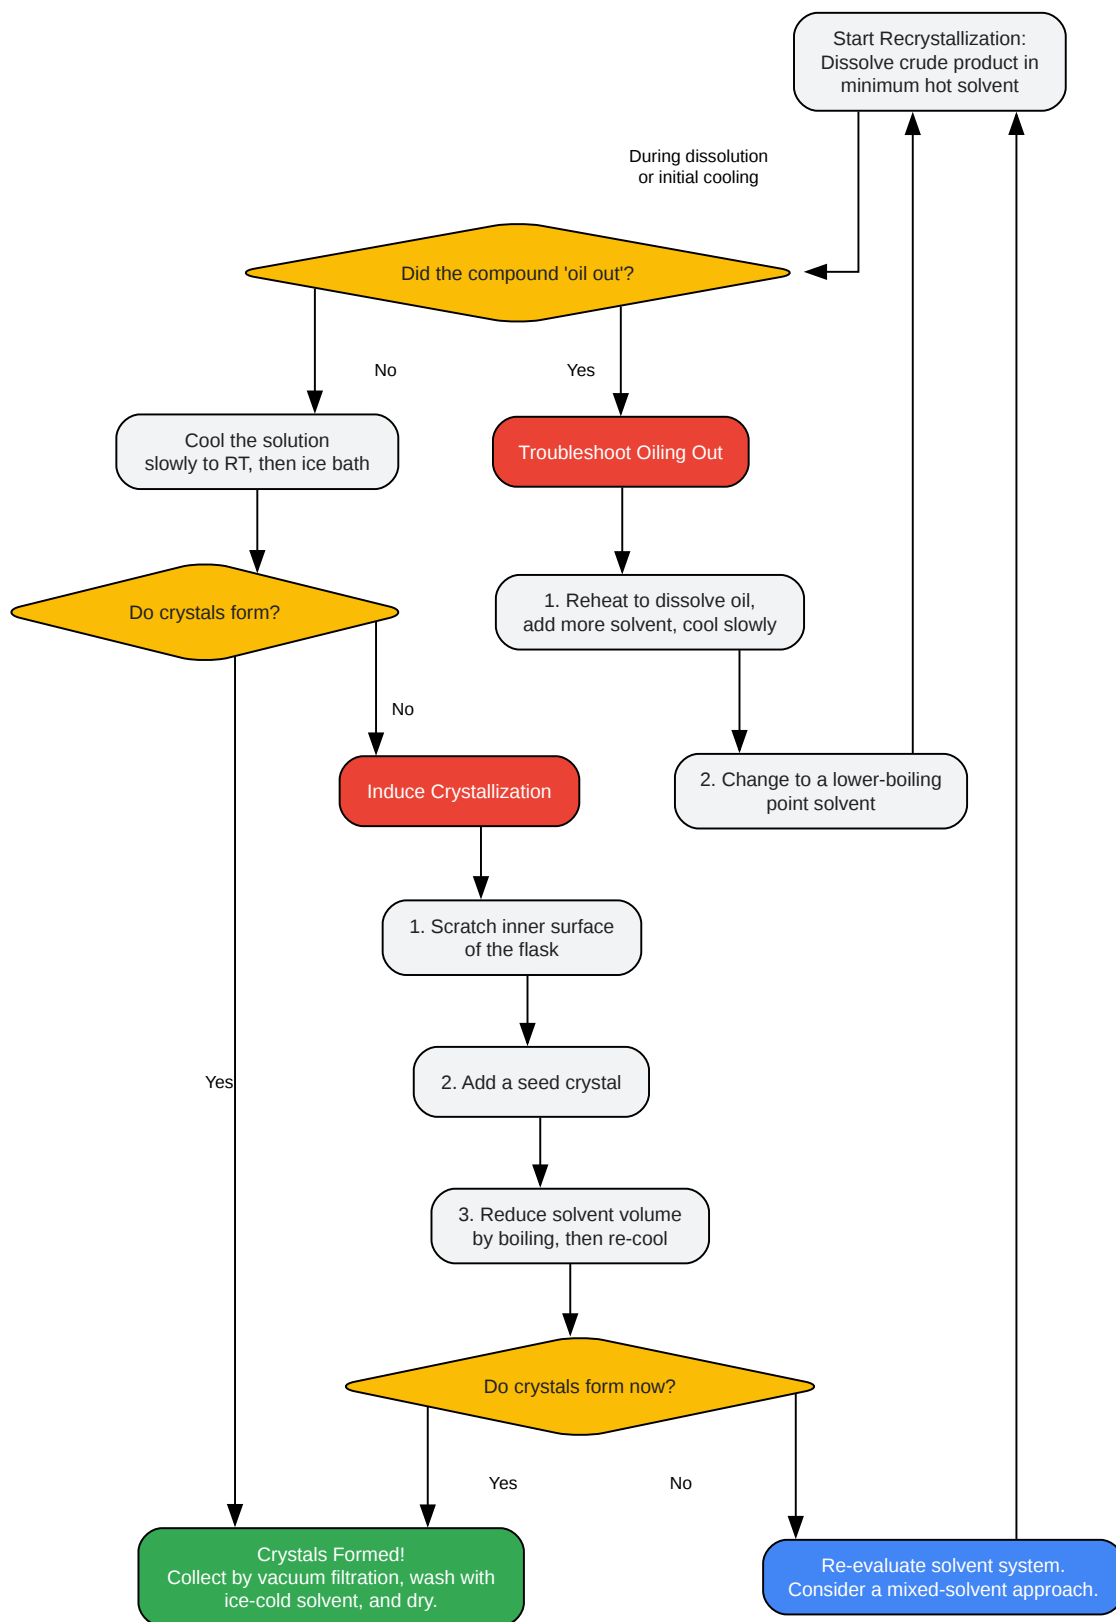 Start Recrystallization:
Dissolve crude product in
minimum hot solvent
During dissolution
or initial cooling
Did the compound 'oil out'?
No
Yes
Cool the solution
slowly to RT, then ice bath
Troubleshoot Oiling Out
Do crystals form?
1. Reheat to dissolve oil,
add more solvent, cool slowly
No
Induce Crystallization
2. Change to a lower-boiling
point solvent
1. Scratch inner surface
of the flask
Yes
2. Add a seed crystal
3. Reduce solvent volume
by boiling, then re-cool
Do crystals form now?
Yes
No
Crystals Formed!
Collect by vacuum filtration, wash with
ice-cold solvent, and dry.
Re-evaluate solvent system.
Consider a mixed-solvent approach.